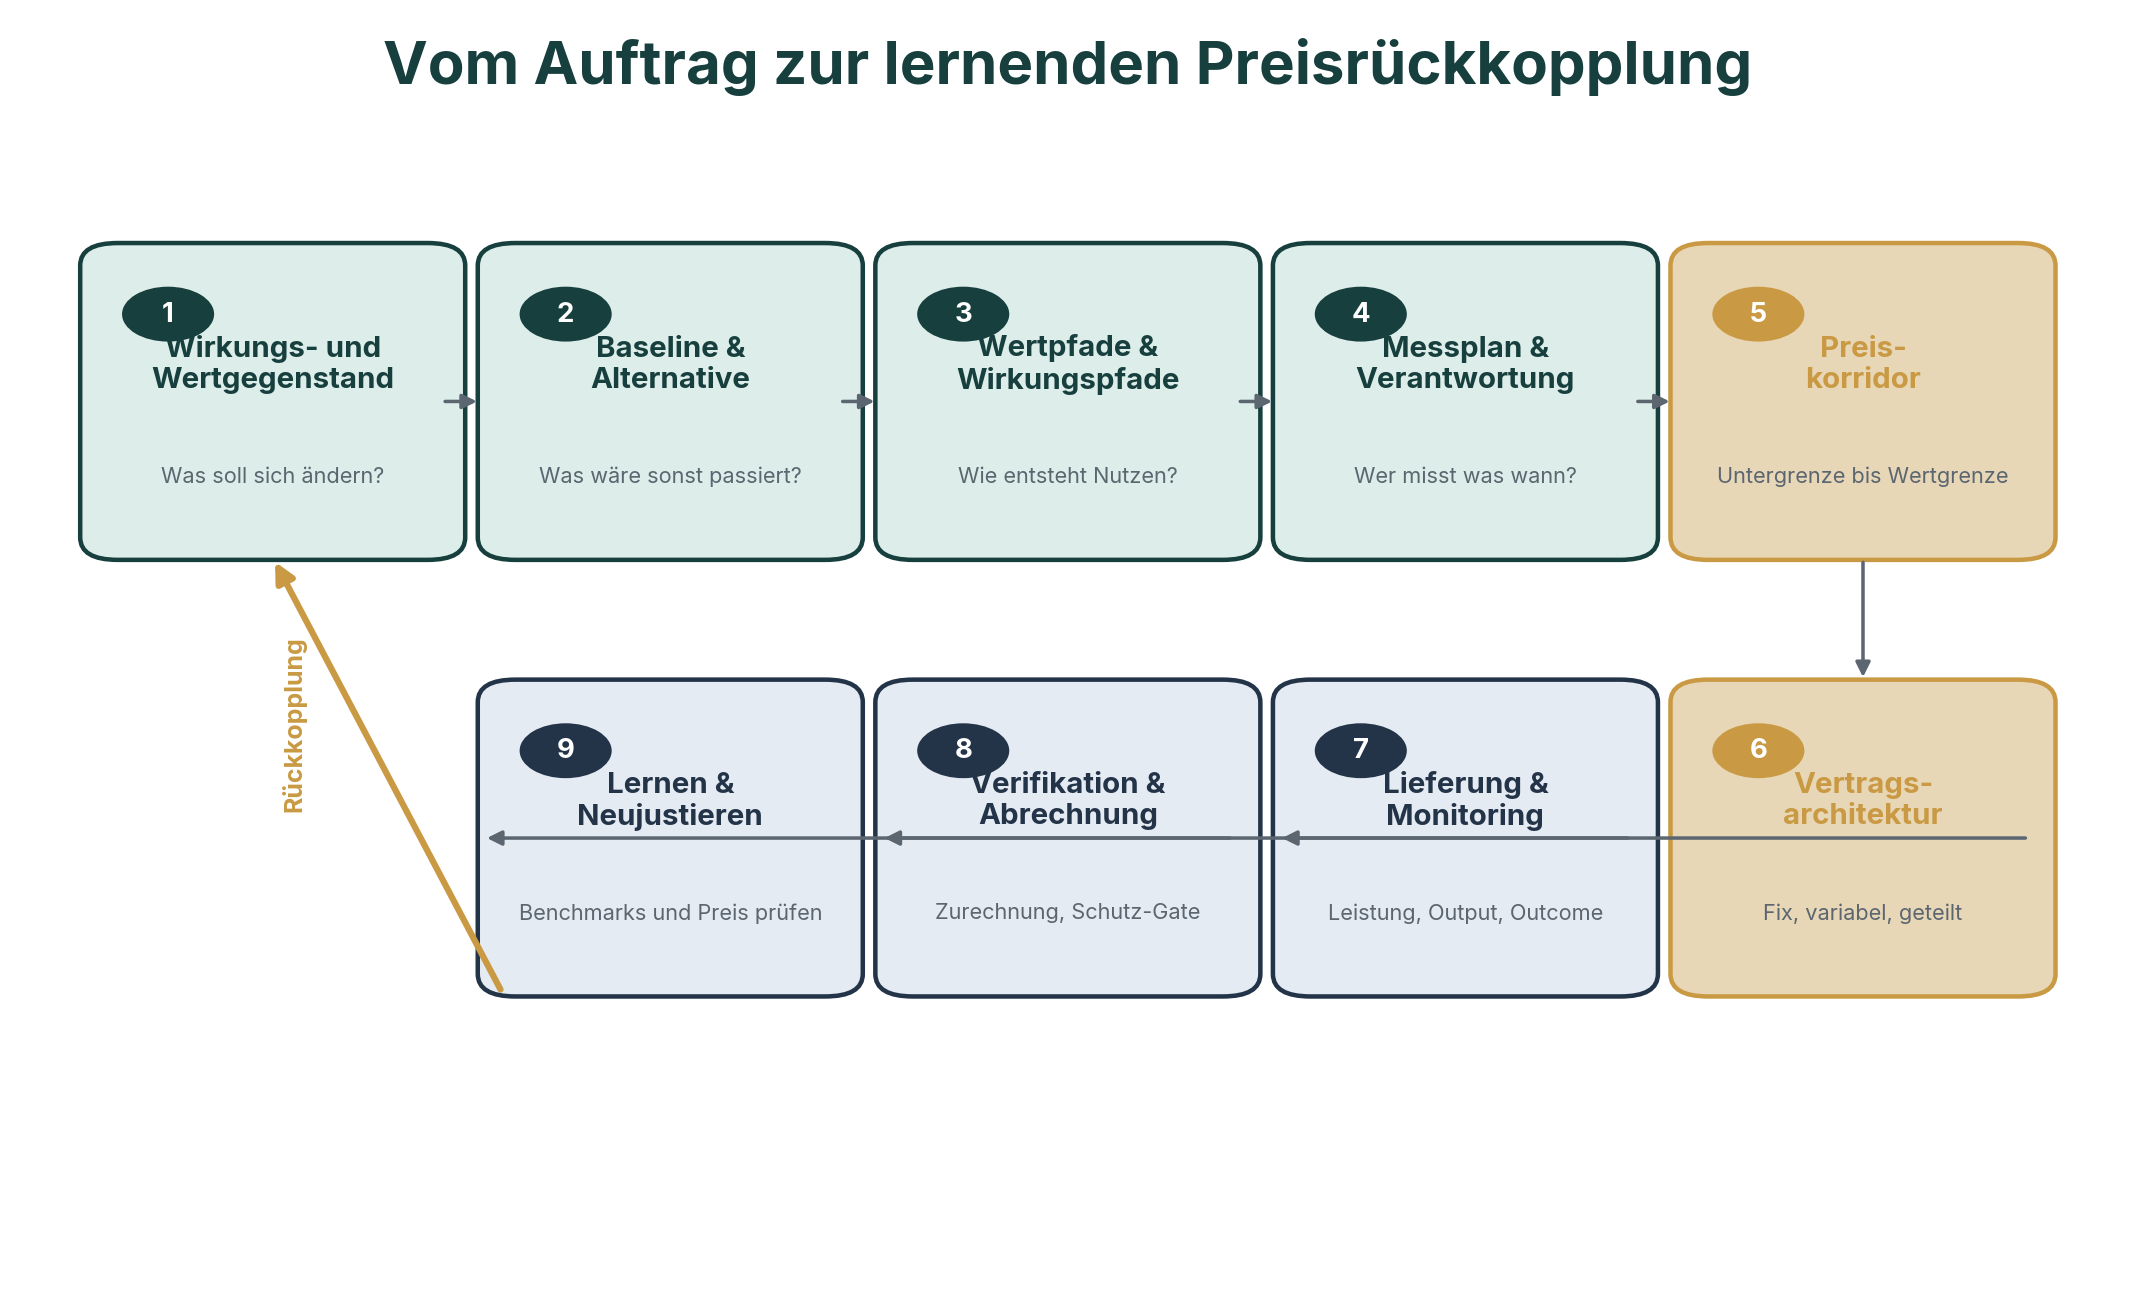 Vom Auftrag zur lernenden Preisrückkopplung
1
Wirkungs- und
Wertgegenstand
Was soll sich ändern?
2
Baseline &
Alternative
Was wäre sonst passiert?
3
Wertpfade &
Wirkungspfade
Wie entsteht Nutzen?
4
Messplan &
Verantwortung
Wer misst was wann?
5
Preis-
korridor
Untergrenze bis Wertgrenze
6
Vertrags-
architektur
Fix, variabel, geteilt
7
Lieferung &
Monitoring
Leistung, Output, Outcome
8
Verifikation &
Abrechnung
Zurechnung, Schutz-Gate
9
Lernen &
Neujustieren
Benchmarks und Preis prüfen
Rückkopplung